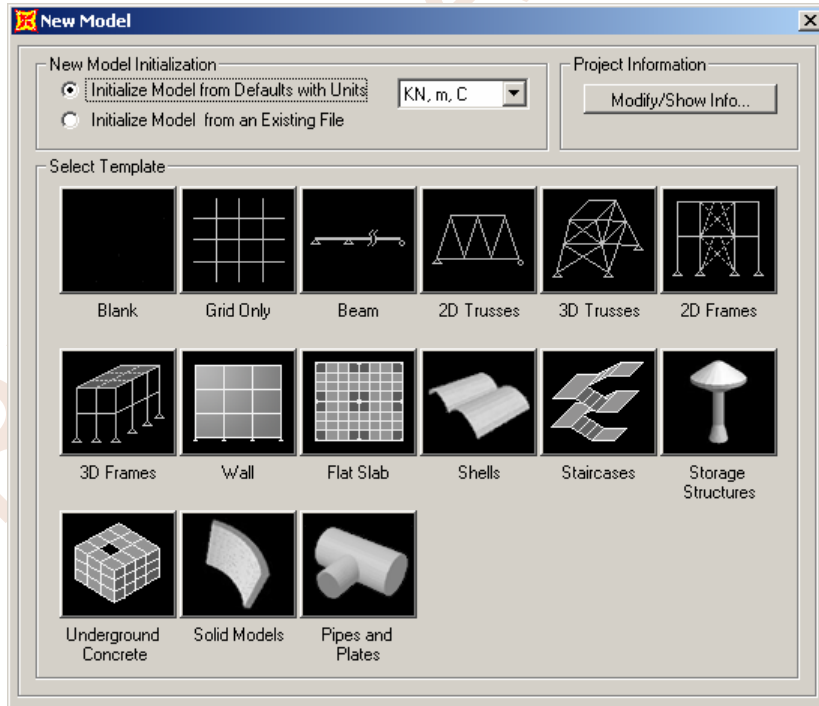 New Model
New Model Initialization
Initialize Model from Defaults with Units
KN, m, C
Initialize Model from an Existing File
Project Information
Modify/Show Info...
Select Template
Blank
Grid Only
Beam
2D Trusses
3D Trusses
2D Frames
3D Frames
Wall
Flat Slab
Shells
Staircases
Storage
Structures
Underground
Concrete
Solid Models
Pipes and
Plates